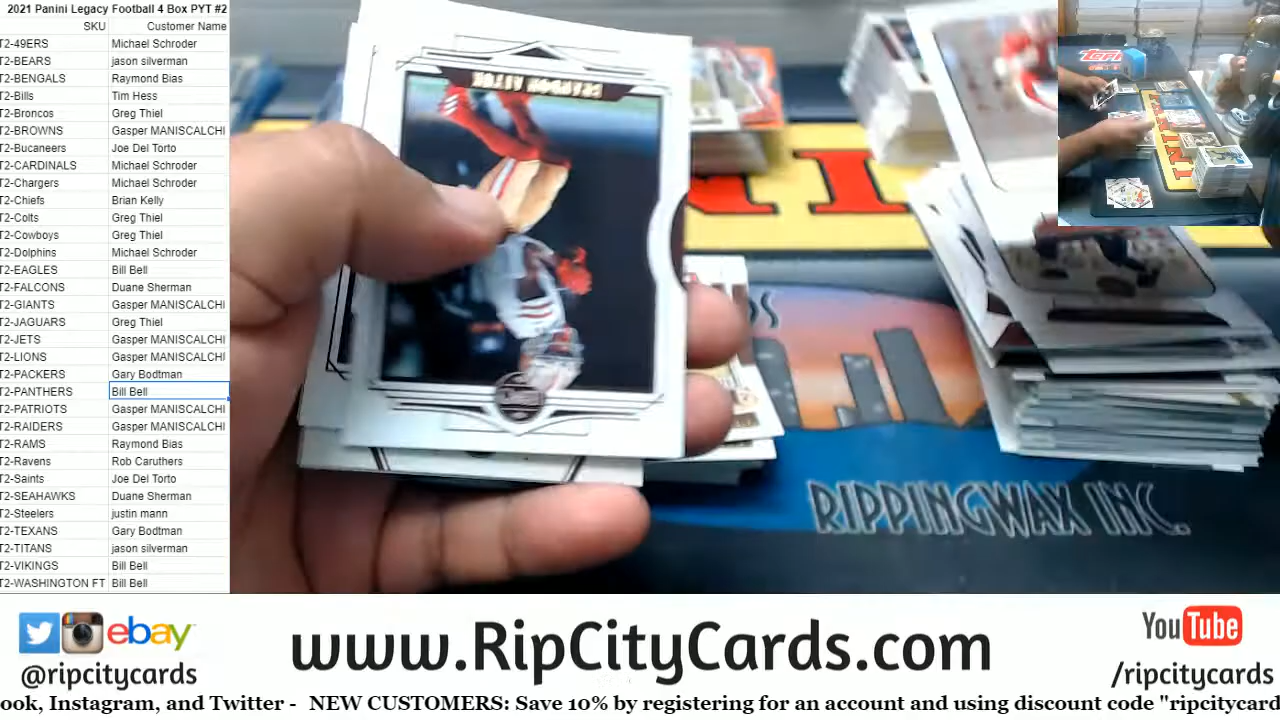 2021 Panini Legacy Football 4 Box PYT #2
SKU Customer Name
T2-49ERS Michael Schroder
T2-BEARS jason silverman
T2-BENGALS Raymond Bias
T2-Bills Tim Hess
T2-Broncos Greg Thiel
T2-BROWNS Gasper MANISCALCHI
T2-Bucaneers Joe Del Torto
T2-CARDINALS Michael Schroder
T2-Chargers Michael Schroder
T2-Chiefs Brian Kelly
T2-Colts Greg Thiel
T2-Cowboys Greg Thiel
T2-Dolphins Michael Schroder
T2-EAGLES Bill Bell
T2-FALCONS Duane Sherman
T2-GIANTS Gasper MANISCALCHI
T2-JAGUARS Greg Thiel
T2-JETS Gasper MANISCALCHI
T2-LIONS Gasper MANISCALCHI
T2-PACKERS Gary Bodtman
T2-PANTHERS Bill Bell
T2-PATRIOTS Gasper MANISCALCHI
T2-RAIDERS Gasper MANISCALCHI
T2-RAMS Raymond Bias
T2-Ravens Rob Caruthers
T2-Saints Joe Del Torto
T2-SEAHAWKS Duane Sherman
T2-Steelers justin mann
T2-TEXANS Gary Bodtman
T2-TITANS jason silverman
T2-VIKINGS Bill Bell
T2-WASHINGTON FT Bill Bell
BRANDON AIYUK
topps
RIPPINGWAX INC.
ebay
@ripcitycards
www.RipCityCards.com
YouTube
/ripcitycards
ook, Instagram, and Twitter - NEW CUSTOMERS: Save 10% by registering for an account and using discount code "ripcitycard